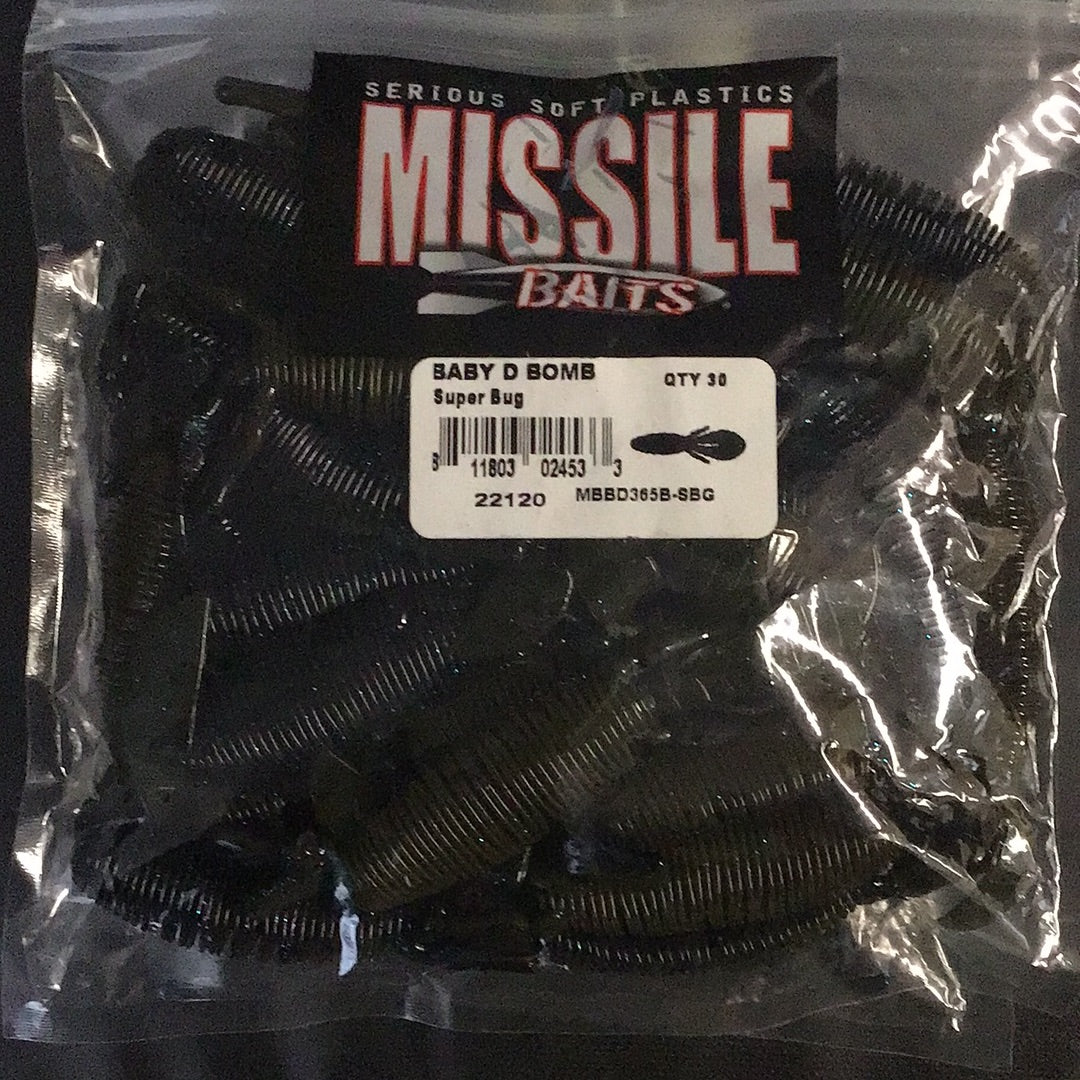 SERIOUS SOFT PLASTICS
MISSILE
BAITS
BABY D BOMB
QTY 30
Super Bug
8 11803 02453 3
22120 MBBD365B-SBG